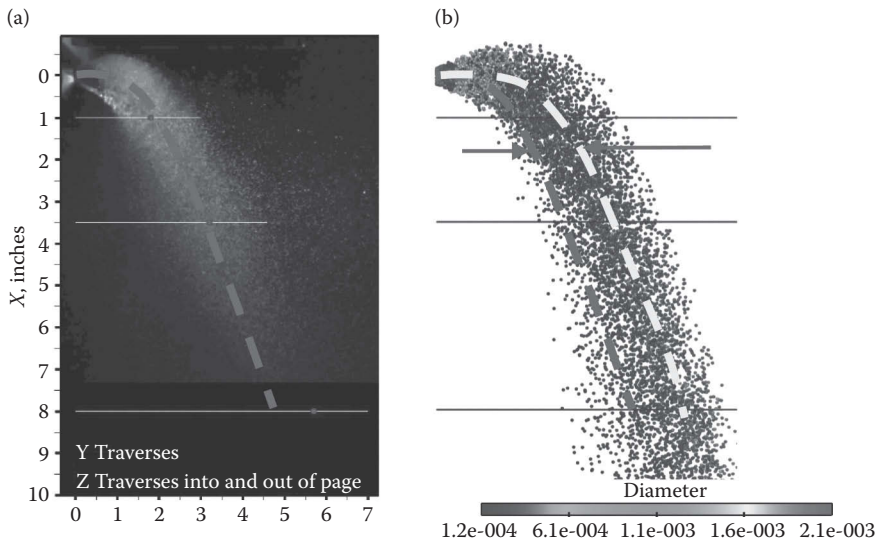 (a)
(b)
0
1
2
3
4
5
6
7
8
9
10
X, inches
Y Traverses
Z Traverses into and out of page
0 1 2 3 4 5 6 7
Diameter
1.2e-004 6.1e-004 1.1e-003 1.6e-003 2.1e-003